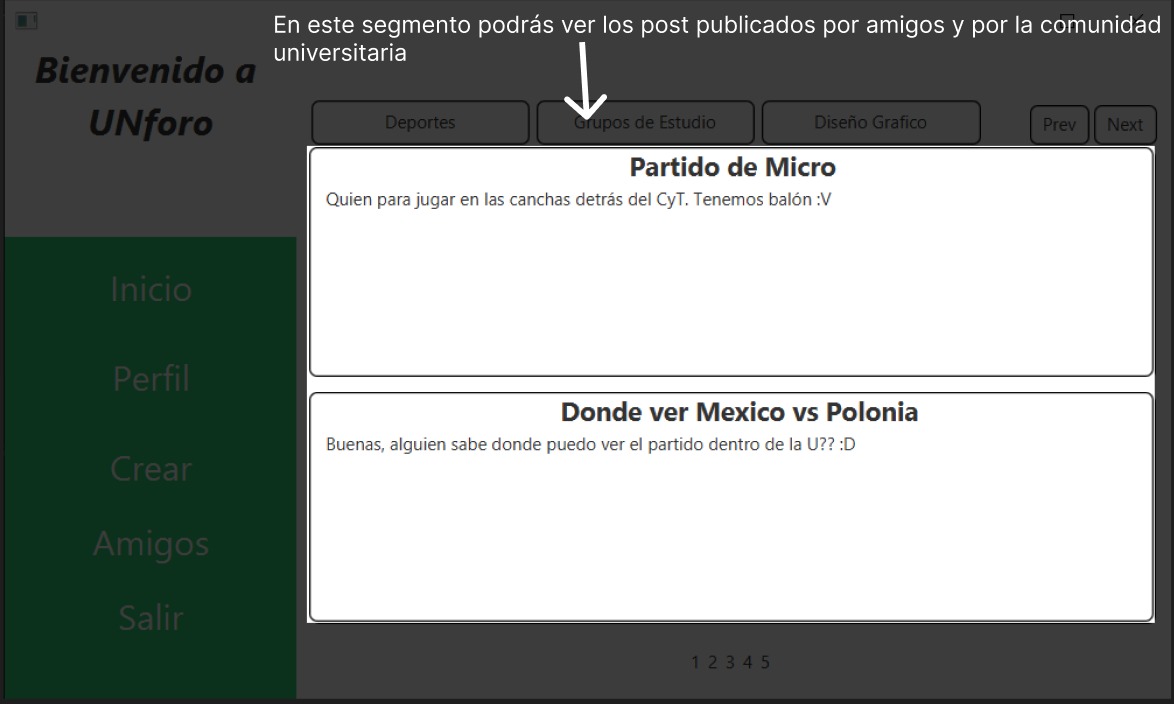 En este segmento podrás ver los post publicados por amigos y por la comunidad
universitaria
Bienvenido a
UNforo
Deportes
Grupos de Estudio
Diseño Grafico
Prev
Next
Partido de Micro
Quien para jugar en las canchas detrás del CyT. Tenemos balón :V
Inicio
Perfil
Crear
Amigos
Salir
Donde ver Mexico vs Polonia
Buenas, alguien sabe donde puedo ver el partido dentro de la U?? :D
1 2 3 4 5